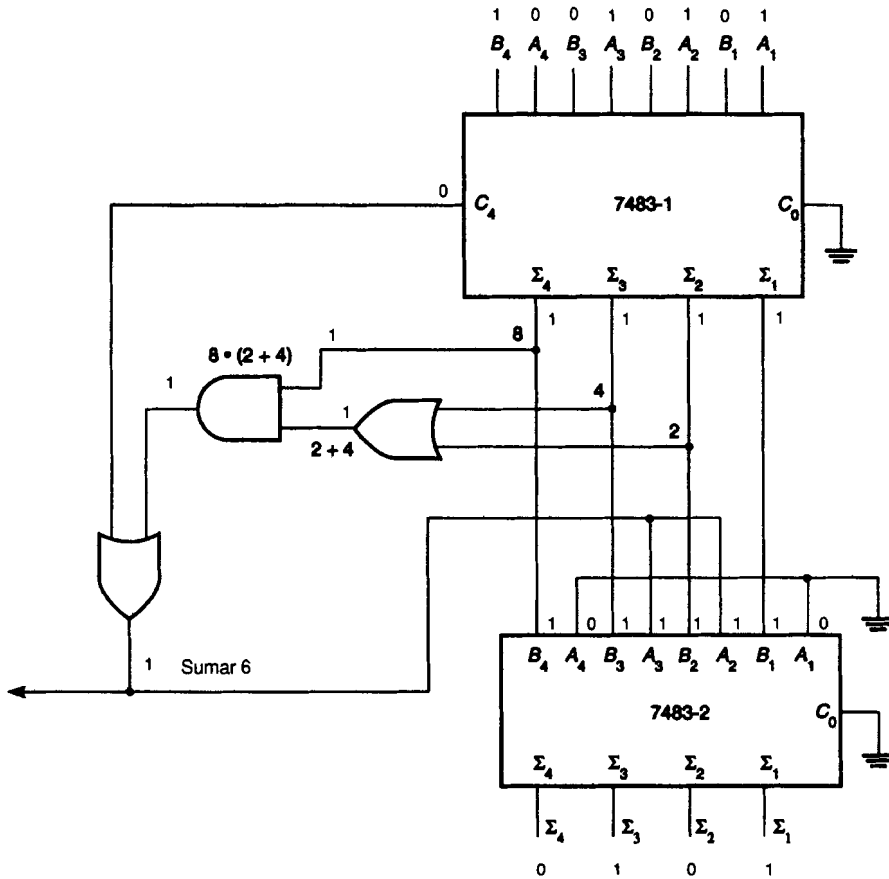 1 0 0 1 0 1 0 1
B₄ A₄ B₃ A₃ B₂ A₂ B₁ A₁
0
C₄ 7483-1 C₀
Σ₄ Σ₃ Σ₂ Σ₁
1 1 1 1
1 8
8 • (2 + 4)
1
1 4
2 + 4 2
1 0 1 1 1 1 1 0
B₄ A₄ B₃ A₃ B₂ A₂ B₁ A₁
1 Sumar 6
7483-2 C₀
Σ₄ Σ₃ Σ₂ Σ₁
Σ₄ Σ₃ Σ₂ Σ₁
0 1 0 1